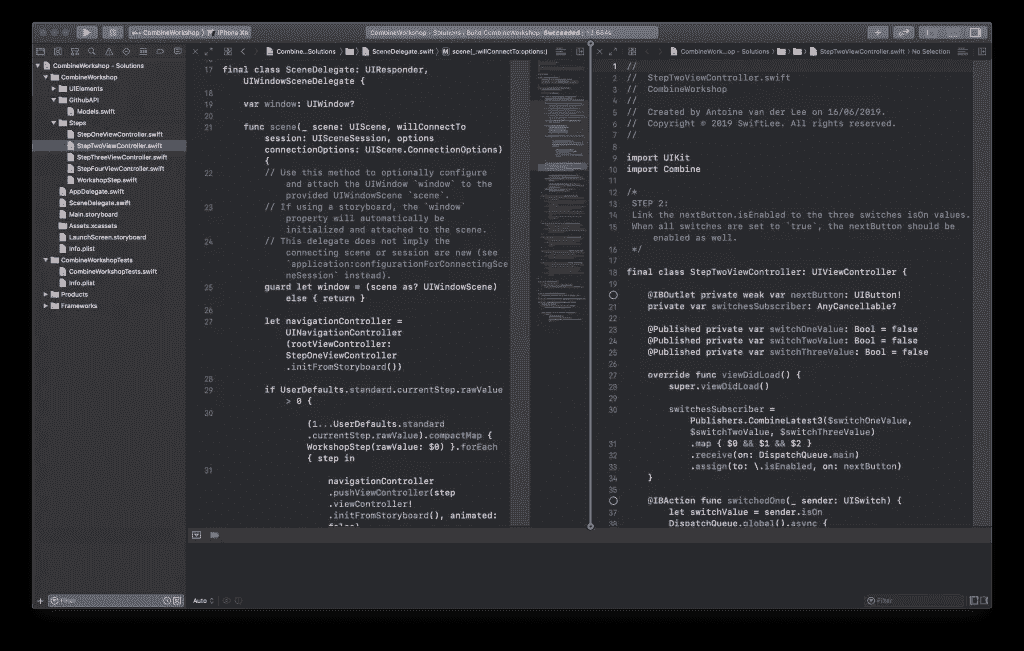 CombineWorkshop iPhone Xs
CombineWorkshop - Solutions | Build CombineWorkshop: Succeeded
Combine...Solutions SceneDelegate.swift scene(_:willConnectTo:options:)
CombineWork...op - Solutions StepTwoViewController.swift No Selection
CombineWorkshop - Solutions
CombineWorkshop
UIElements
GithubAPI
Models.swift
Steps
StepOneViewController.swift
StepTwoViewController.swift
StepThreeViewController.swift
StepFourViewController.swift
WorkshopStep.swift
AppDelegate.swift
SceneDelegate.swift
Main.storyboard
Assets.xcassets
LaunchScreen.storyboard
Info.plist
CombineWorkshopTests
CombineWorkshopTests.swift
Info.plist
Products
Frameworks
Filter
17 final class SceneDelegate: UIResponder,
UIWindowSceneDelegate {
18
19 var window: UIWindow?
20
21 func scene(_ scene: UIScene, willConnectTo
session: UISceneSession, options
connectionOptions: UIScene.ConnectionOptions)
{
22 // Use this method to optionally configure
and attach the UIWindow `window` to the
provided UIWindowScene `scene`.
23 // If using a storyboard, the `window`
property will automatically be
initialized and attached to the scene.
24 // This delegate does not imply the
connecting scene or session are new (see
`application:configurationForConnectingSce
neSession` instead).
25 guard let window = (scene as? UIWindowScene)
else { return }
26
27 let navigationController =
UINavigationController
(rootViewController:
StepOneViewController
.initFromStoryboard())
28
29 if UserDefaults.standard.currentStep.rawValue
> 0 {
30 (1...UserDefaults.standard
.currentStep.rawValue).compactMap {
WorkshopStep(rawValue: $0) }.forEach
{ step in
31 navigationController
.pushViewController(step
.viewController!
.initFromStoryboard(), animated:
false)
1 //
2 // StepTwoViewController.swift
3 // CombineWorkshop
4 //
5 // Created by Antoine van der Lee on 16/06/2019.
6 // Copyright © 2019 SwiftLee. All rights reserved.
7 //
8
9 import UIKit
10 import Combine
11
12 /*
13 STEP 2:
14 Link the nextButton.isEnabled to the three switches isOn values.
15 When all switches are set to `true`, the nextButton should be
enabled as well.
16 */
17
18 final class StepTwoViewController: UIViewController {
19
@IBOutlet private weak var nextButton: UIButton!
21 private var switchesSubscriber: AnyCancellable?
22
23 @Published private var switchOneValue: Bool = false
24 @Published private var switchTwoValue: Bool = false
25 @Published private var switchThreeValue: Bool = false
26
27 override func viewDidLoad() {
28 super.viewDidLoad()
29
30 switchesSubscriber =
Publishers.CombineLatest3($switchOneValue,
$switchTwoValue, $switchThreeValue)
31 .map { $0 && $1 && $2 }
32 .receive(on: DispatchQueue.main)
33 .assign(to: \.isEnabled, on: nextButton)
34 }
35
@IBAction func switchedOne(_ sender: UISwitch) {
37 let switchValue = sender.isOn
38 DispatchQueue.global().async {
Auto
Filter